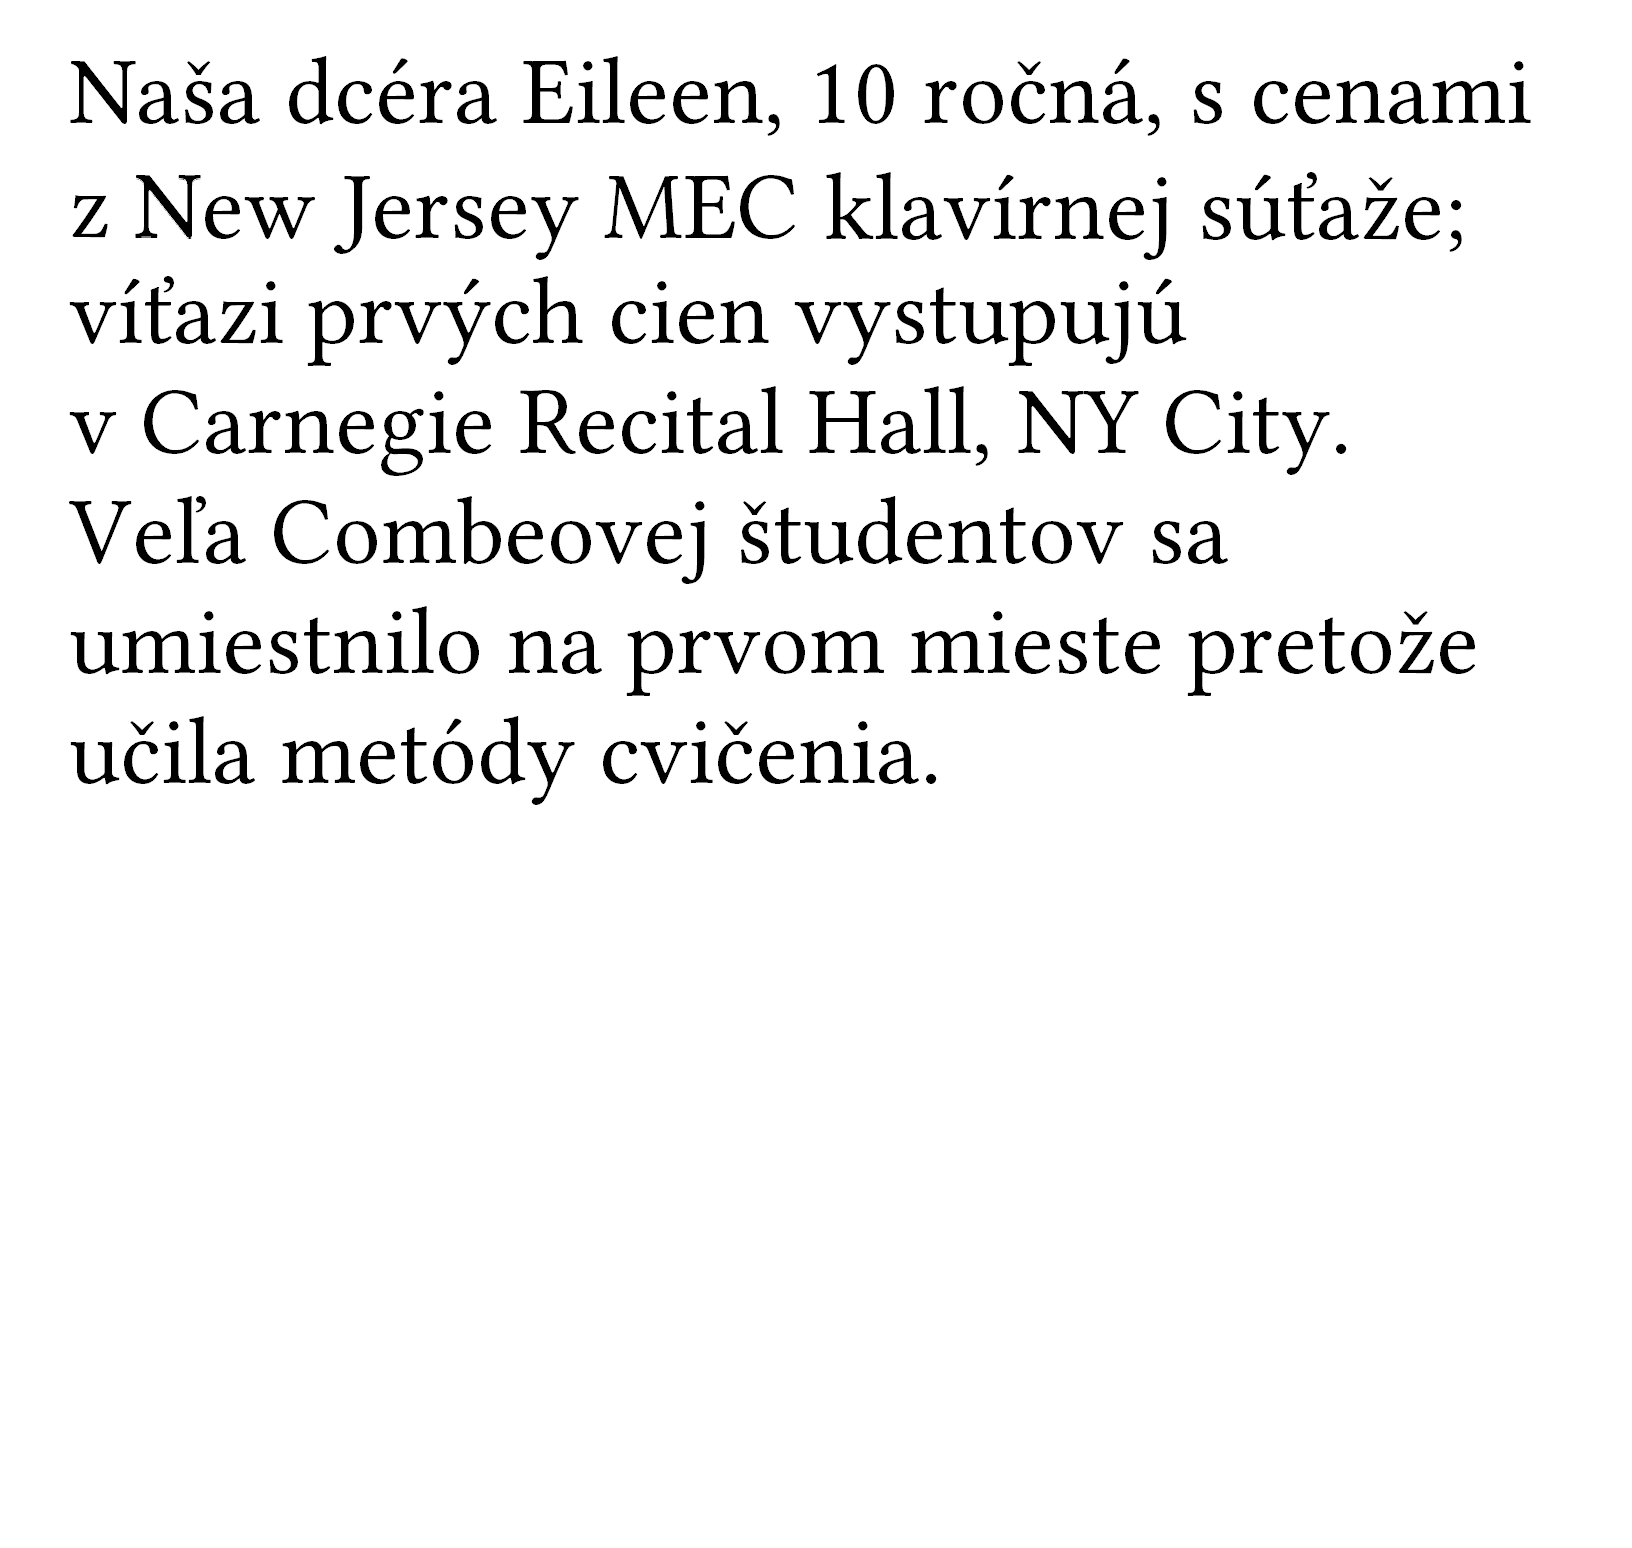 Naša dcéra Eileen, 10 ročná, s cenami
z New Jersey MEC klavírnej súťaže;
víťazi prvých cien vystupujú
v Carnegie Recital Hall, NY City.
Veľa Combeovej študentov sa
umiestnilo na prvom mieste pretože
učila metódy cvičenia.